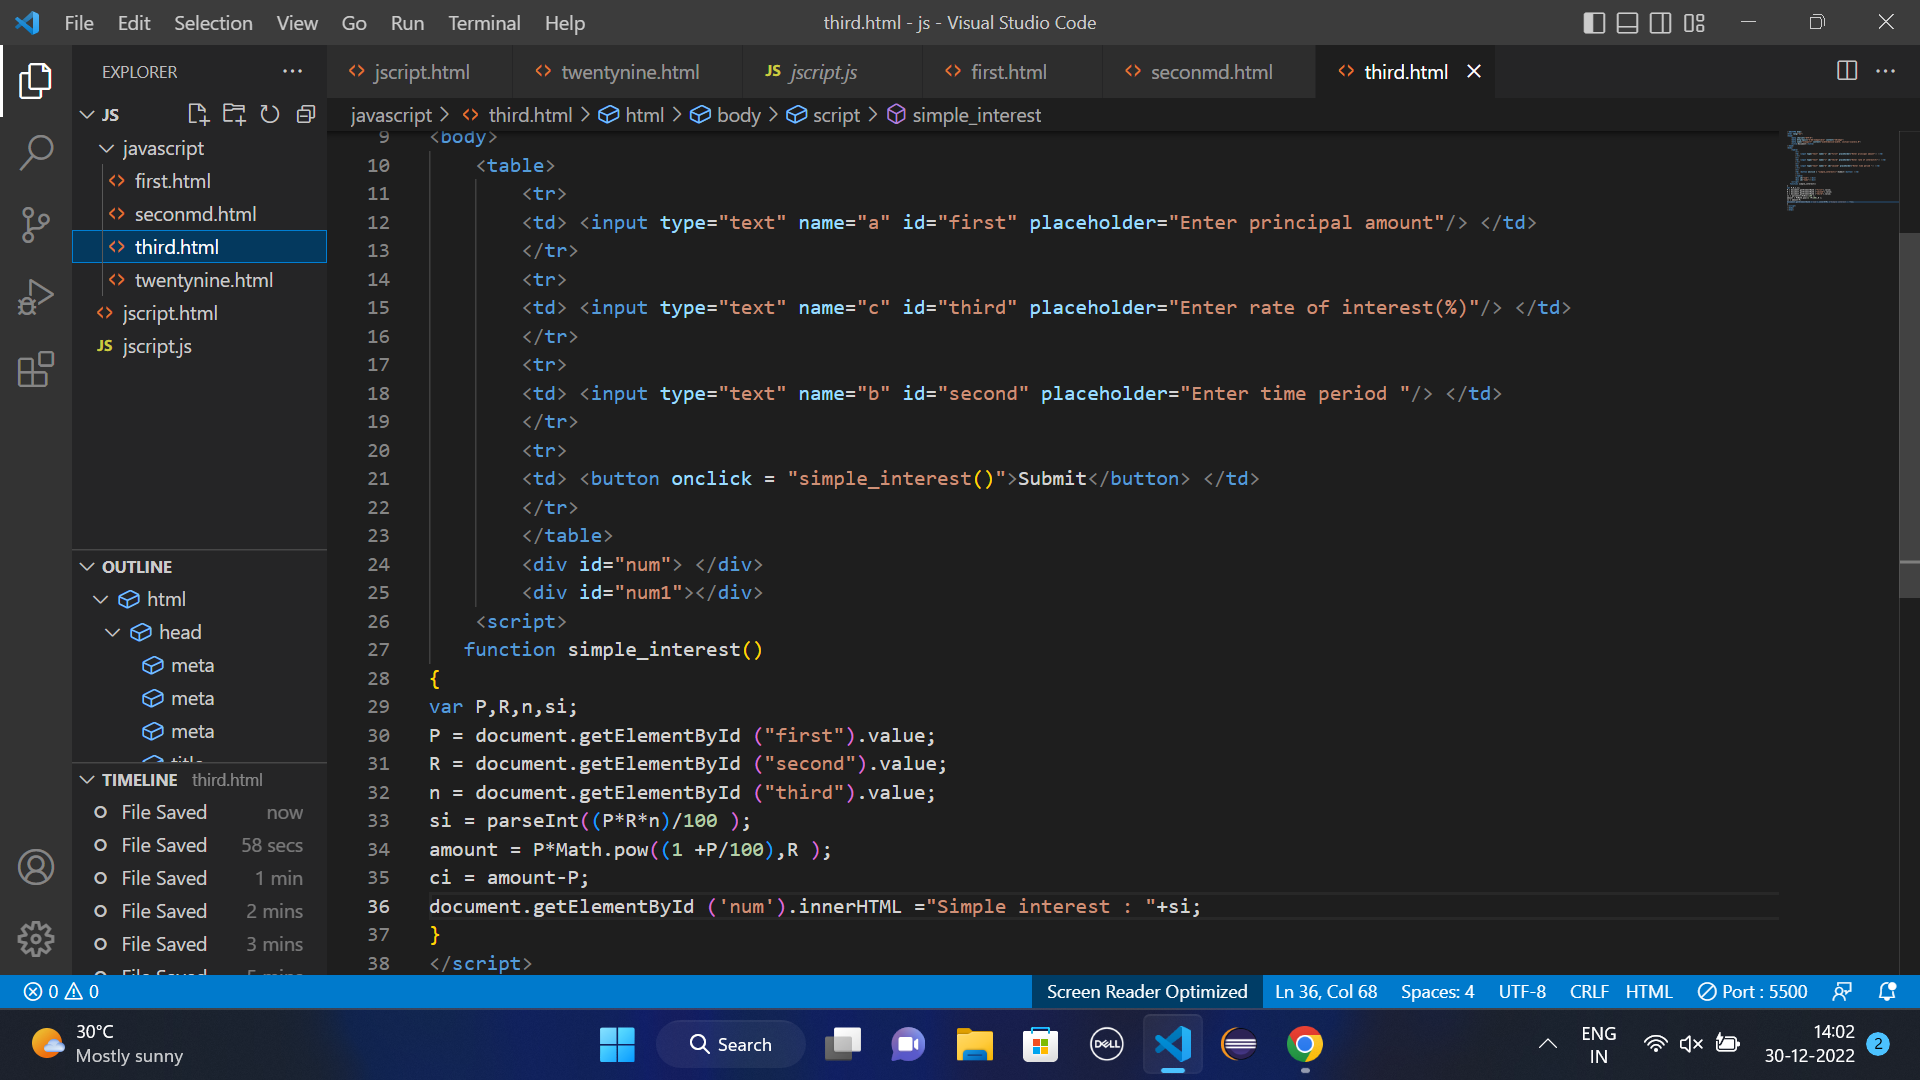 File Edit Selection View Go Run Terminal Help
third.html - js - Visual Studio Code
EXPLORER
jscript.html
twentynine.html
JS jscript.js
first.html
seconmd.html
third.html
JS
javascript > third.html > html > body > script > simple_interest
javascript
first.html
seconmd.html
third.html
twentynine.html
jscript.html
JS jscript.js
9 <body>
10 <table>
11 <tr>
12 <td> <input type="text" name="a" id="first" placeholder="Enter principal amount"/> </td>
13 </tr>
14 <tr>
15 <td> <input type="text" name="c" id="third" placeholder="Enter rate of interest(%)"/> </td>
16 </tr>
17 <tr>
18 <td> <input type="text" name="b" id="second" placeholder="Enter time period "/> </td>
19 </tr>
20 <tr>
21 <td> <button onclick = "simple_interest()">Submit</button> </td>
22 </tr>
23 </table>
24 <div id="num"> </div>
25 <div id="num1"></div>
26 <script>
27 function simple_interest()
28 {
29 var P,R,n,si;
30 P = document.getElementById ("first").value;
31 R = document.getElementById ("second").value;
32 n = document.getElementById ("third").value;
33 si = parseInt((P*R*n)/100 );
34 amount = P*Math.pow((1 +P/100),R );
35 ci = amount-P;
36 document.getElementById ('num').innerHTML ="Simple interest : "+si;
37 }
38 </script>
OUTLINE
html
head
meta
meta
meta
title
TIMELINE third.html
File Saved now
File Saved 58 secs
File Saved 1 min
File Saved 2 mins
File Saved 3 mins
File Saved 5 mins
0 0
Screen Reader Optimized Ln 36, Col 68 Spaces: 4 UTF-8 CRLF HTML Port : 5500
30°C
Mostly sunny
Search
DELL
ENG
IN
14:02
30-12-2022
2